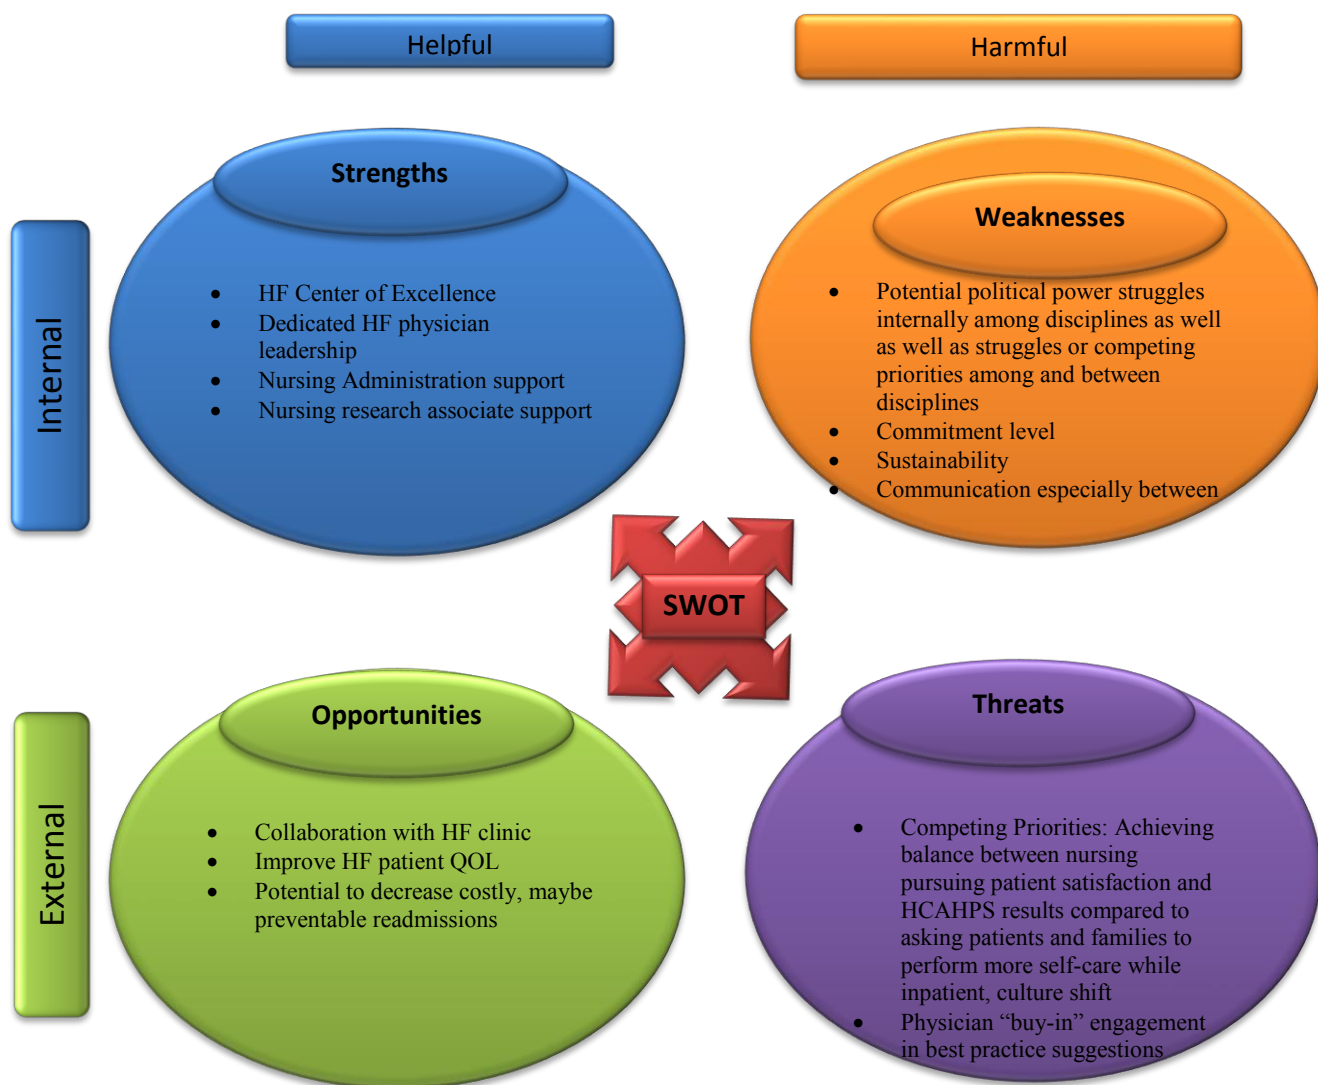 Helpful
Harmful
Internal
Strengths
• HF Center of Excellence
• Dedicated HF physician
leadership
• Nursing Administration support
• Nursing research associate support
Weaknesses
• Potential political power struggles
internally among disciplines as well
as well as struggles or competing
priorities among and between
disciplines
• Commitment level
• Sustainability
• Communication especially between
SWOT
External
Opportunities
• Collaboration with HF clinic
• Improve HF patient QOL
• Potential to decrease costly, maybe
preventable readmissions
Threats
• Competing Priorities: Achieving
balance between nursing
pursuing patient satisfaction and
HCAHPS results compared to
asking patients and families to
perform more self-care while
inpatient, culture shift
• Physician “buy-in” engagement
in best practice suggestions